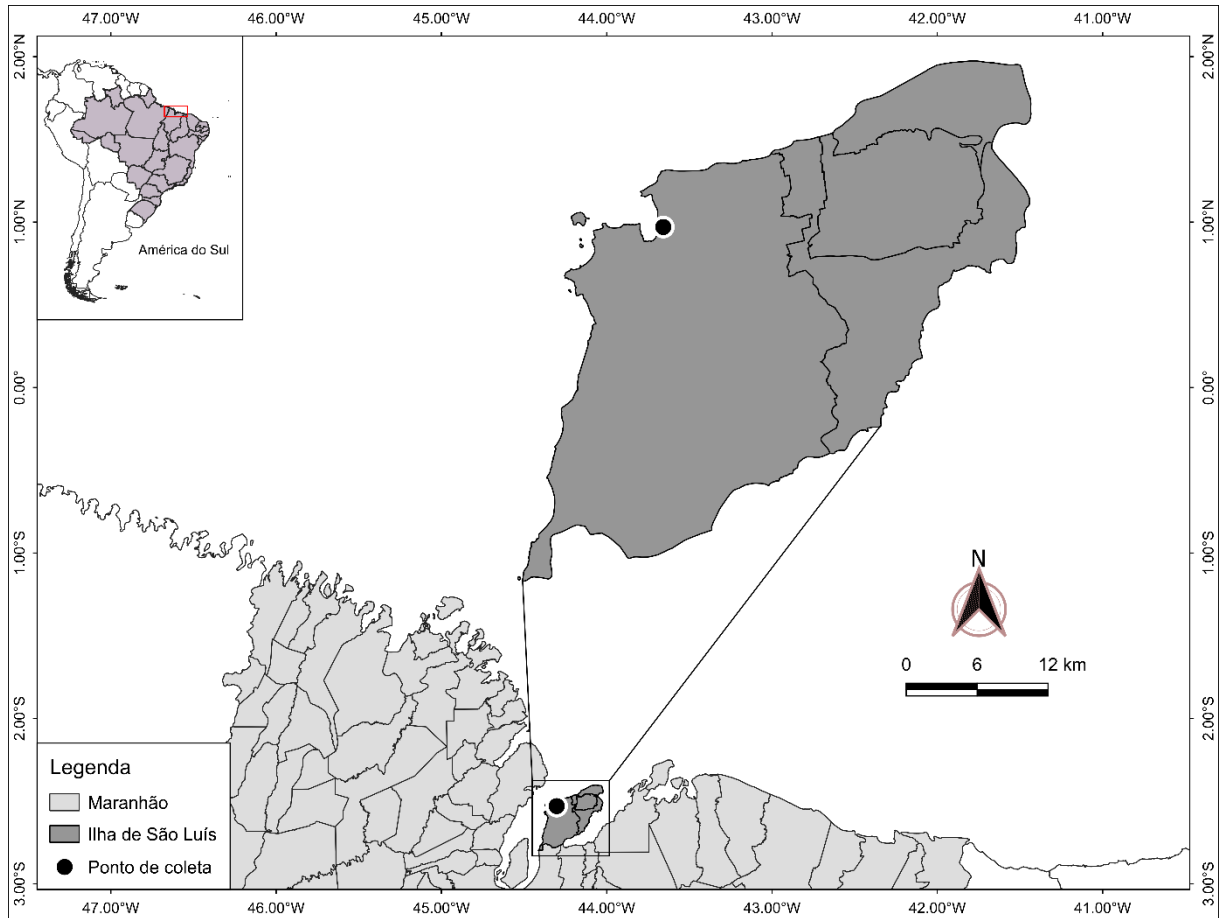 47.00°W 46.00°W 45.00°W 44.00°W 43.00°W 42.00°W 41.00°W
2.00°N 2.00°N
América do Sul
1.00°N 1.00°N
0.00° 0.00°
1.00°S 1.00°S
N
0 6 12 km
2.00°S 2.00°S
Legenda
Maranhão
Ilha de São Luís
Ponto de coleta
3.00°S 3.00°S
47.00°W 46.00°W 45.00°W 44.00°W 43.00°W 42.00°W 41.00°W